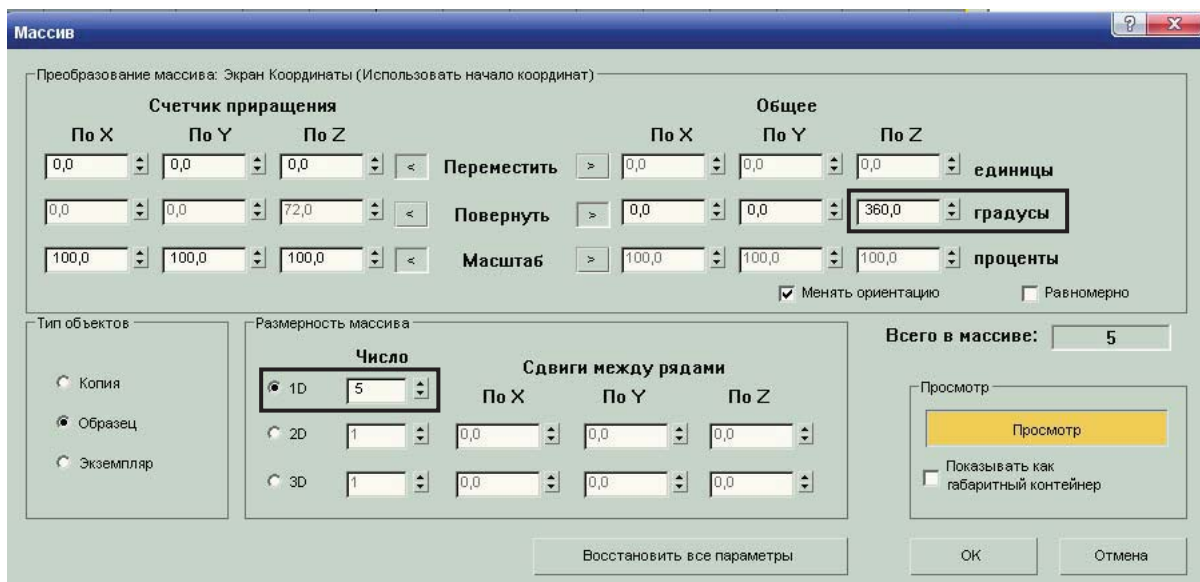 Массив
?
Преобразование массива: Экран Координаты (Использовать начало координат)
Счетчик приращения Общее
По X По Y По Z По X По Y По Z
0,0 0,0 0,0 < Переместить > 0,0 0,0 0,0 единицы
0,0 0,0 72,0 < Повернуть > 0,0 0,0 360,0 градусы
100,0 100,0 100,0 < Масштаб > 100,0 100,0 100,0 проценты
Менять ориентацию Равномерно
Тип объектов
Копия
Образец
Экземпляр
Размерность массива
Число
Сдвиги между рядами
По X По Y По Z
1D 5
2D 1 0,0 0,0 0,0
3D 1 0,0 0,0 0,0
Всего в массиве: 5
Просмотр
Просмотр
Показывать как
габаритный контейнер
Восстановить все параметры OK Отмена